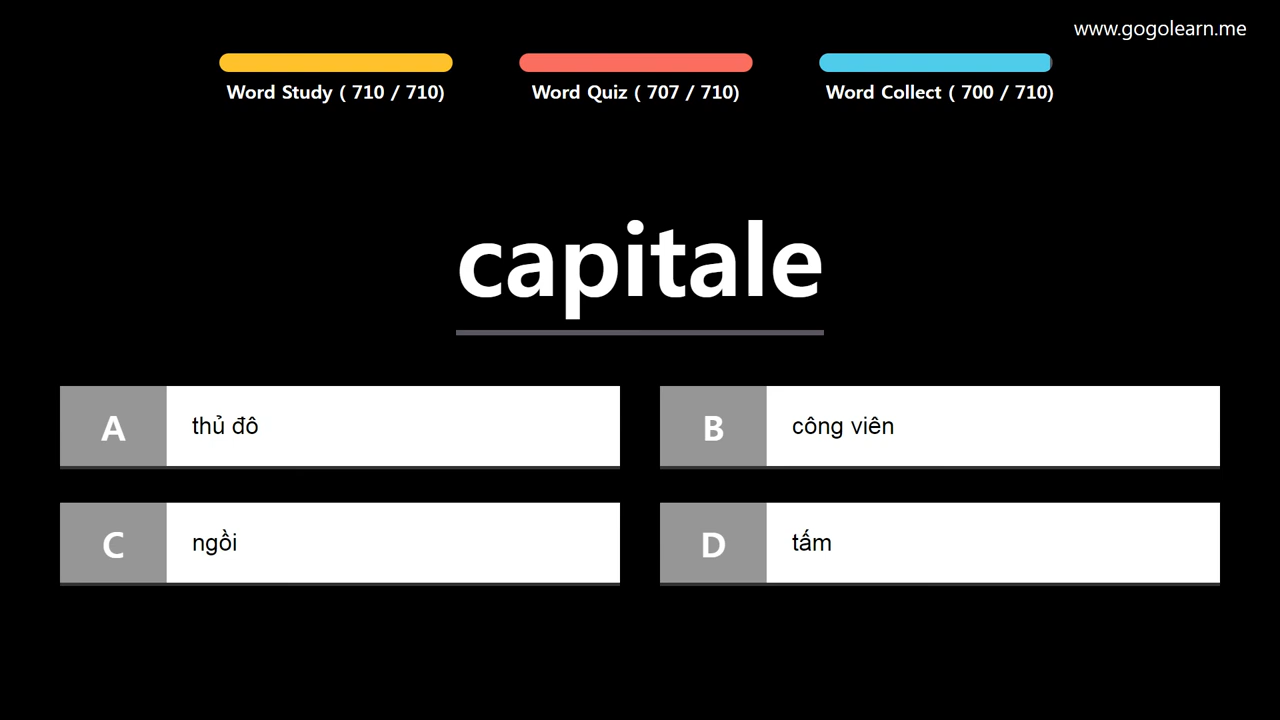 www.gogolearn.me
Word Study ( 710 / 710)
Word Quiz ( 707 / 710)
Word Collect ( 700 / 710)
capitale
A thủ đô
B công viên
C ngồi
D tấm